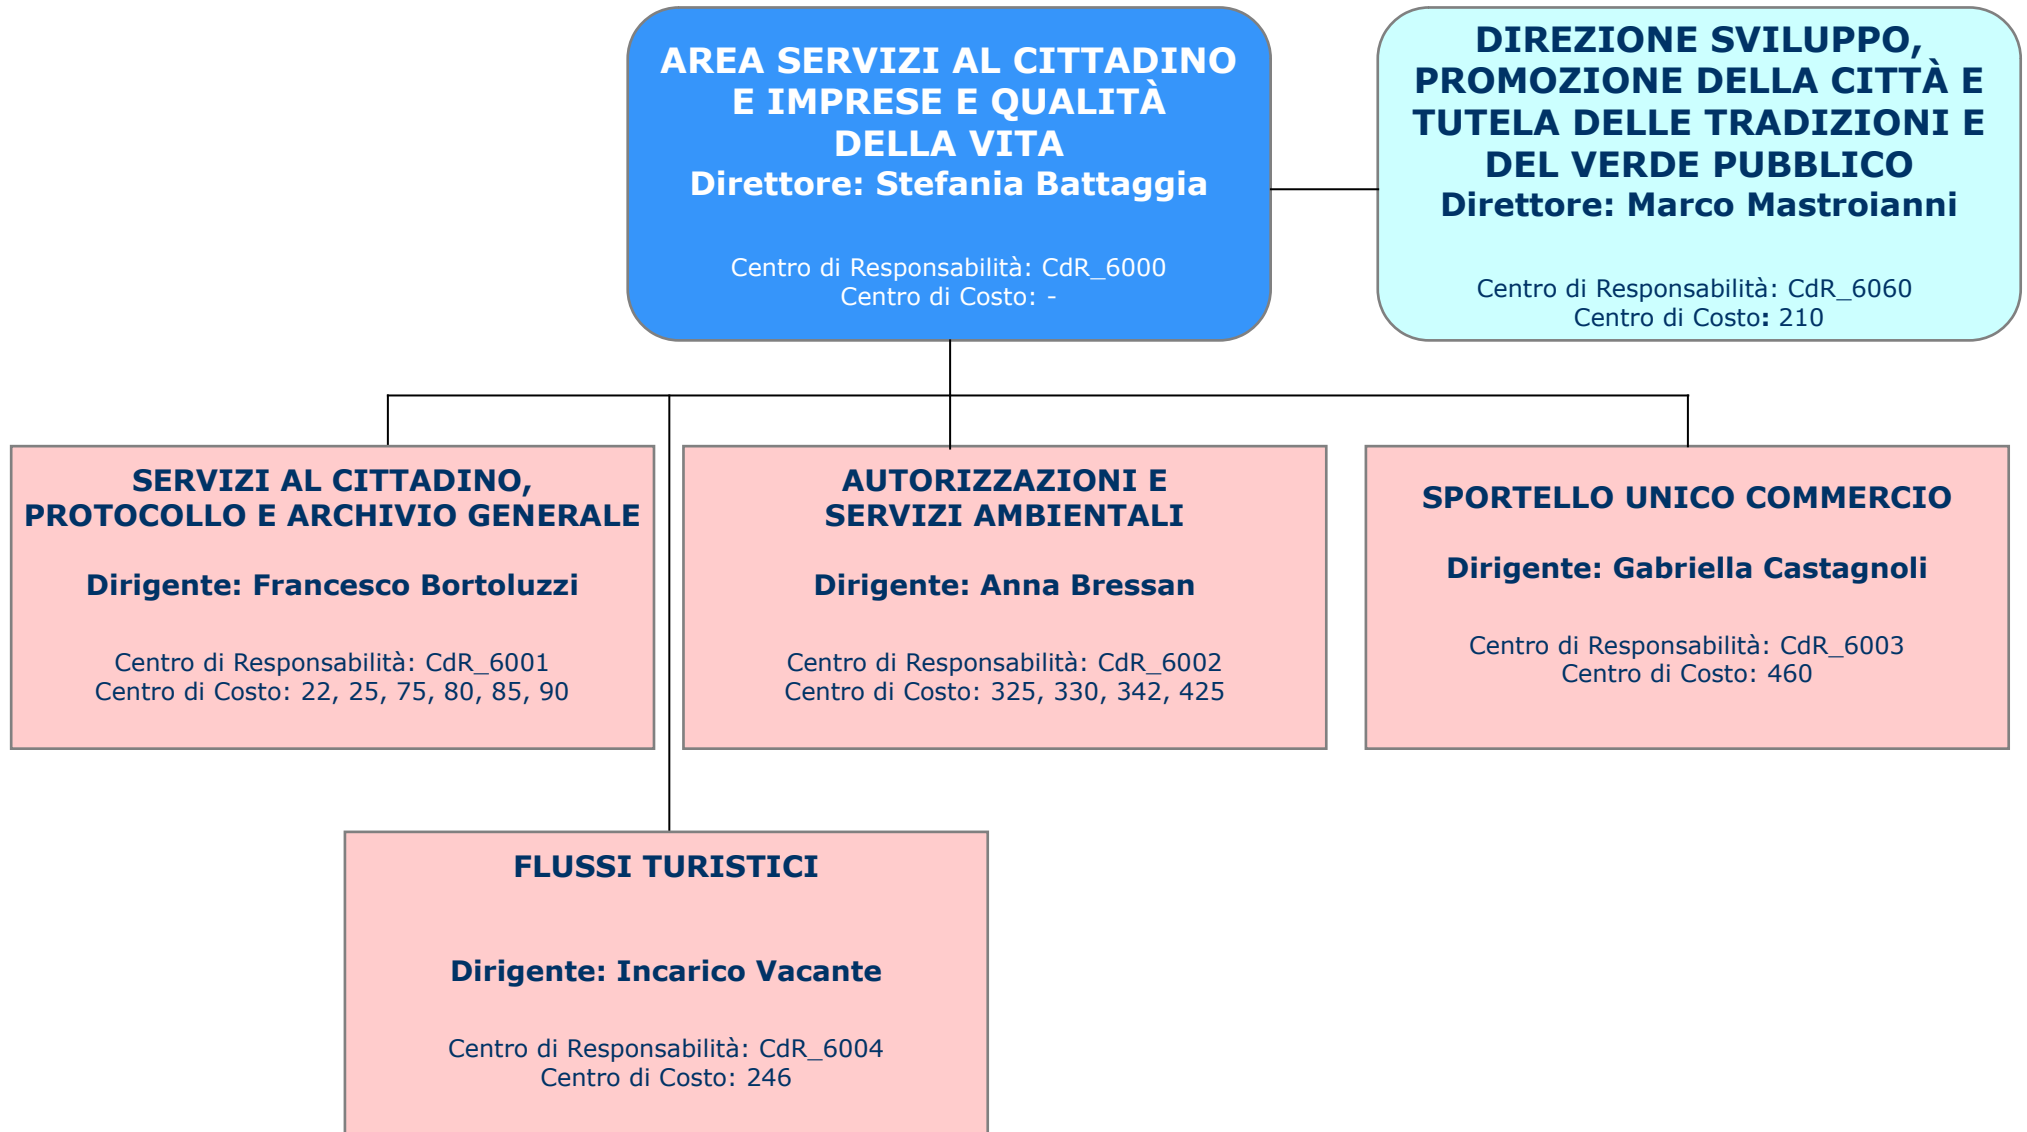 AREA SERVIZI AL CITTADINO
E IMPRESE E QUALITÀ
DELLA VITA
Direttore: Stefania Battaggia
Centro di Responsabilità: CdR_6000
Centro di Costo: -
DIREZIONE SVILUPPO,
PROMOZIONE DELLA CITTÀ E
TUTELA DELLE TRADIZIONI E
DEL VERDE PUBBLICO
Direttore: Marco Mastroianni
Centro di Responsabilità: CdR_6060
Centro di Costo: 210
SERVIZI AL CITTADINO,
PROTOCOLLO E ARCHIVIO GENERALE
Dirigente: Francesco Bortoluzzi
Centro di Responsabilità: CdR_6001
Centro di Costo: 22, 25, 75, 80, 85, 90
AUTORIZZAZIONI E
SERVIZI AMBIENTALI
Dirigente: Anna Bressan
Centro di Responsabilità: CdR_6002
Centro di Costo: 325, 330, 342, 425
SPORTELLO UNICO COMMERCIO
Dirigente: Gabriella Castagnoli
Centro di Responsabilità: CdR_6003
Centro di Costo: 460
FLUSSI TURISTICI
Dirigente: Incarico Vacante
Centro di Responsabilità: CdR_6004
Centro di Costo: 246